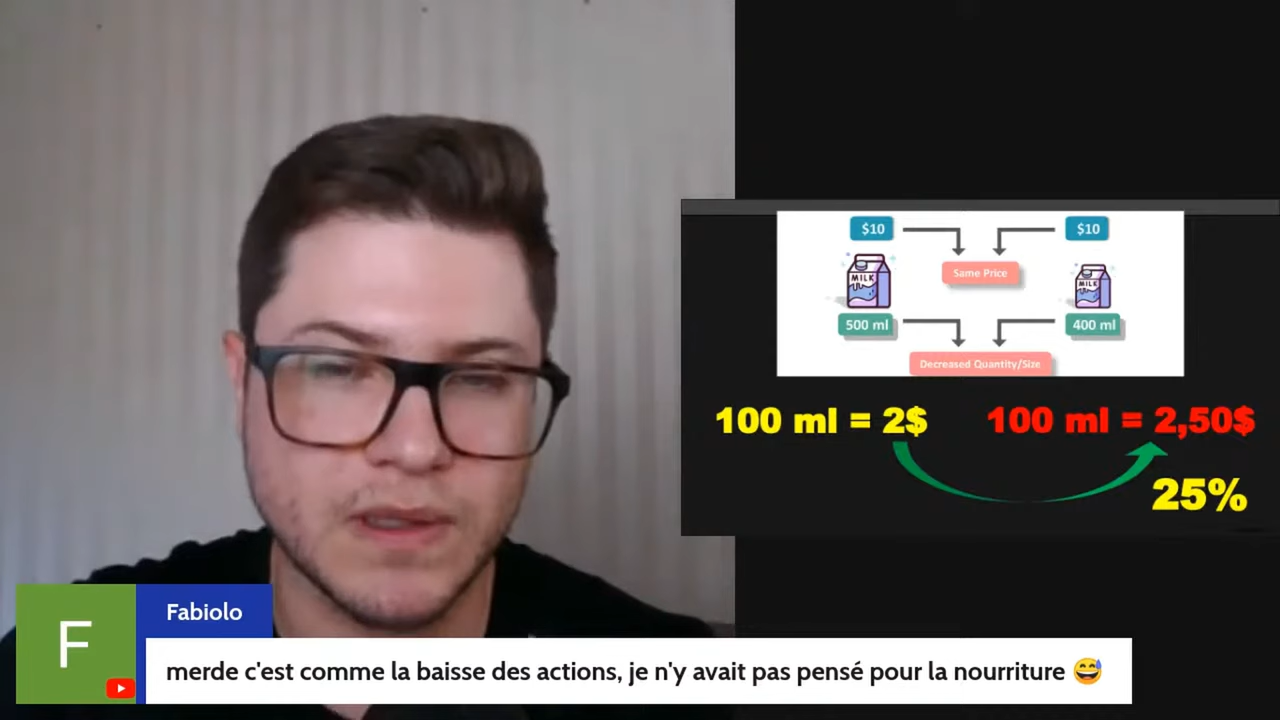 $10
$10
Same Price
MILK
MILK
500 ml
400 ml
Decreased Quantity/Size
100 ml = 2$
100 ml = 2,50$
25%
F
Fabiolo
merde c'est comme la baisse des actions, je n'y avait pas pensé pour la nourriture 😅